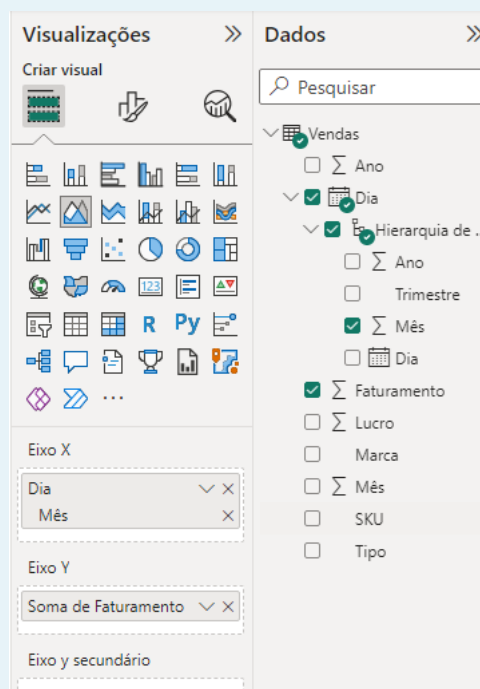 Visualizações
Criar visual
123
R
Py
Eixo X
Dia
Mês
Eixo Y
Soma de Faturamento
Eixo y secundário
Dados
Pesquisar
Vendas
Ano
Dia
Hierarquia de ...
Ano
Trimestre
Mês
Dia
Faturamento
Lucro
Marca
Mês
SKU
Tipo